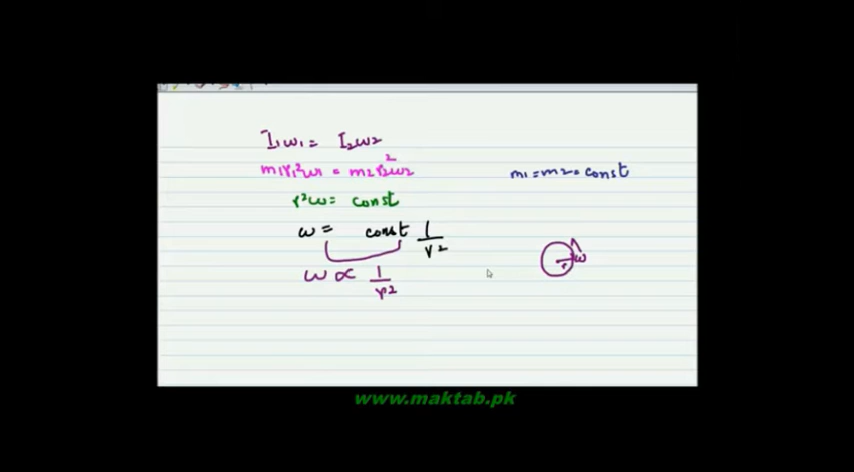 I₁ω₁ = I₂ω₂
m₁r₁²ω₁ = m₂r₂²ω₂
m₁ = m₂ = const
r²ω = const
ω = const 1/r²
ω ∝ 1/r²
r ω
www.maktab.pk